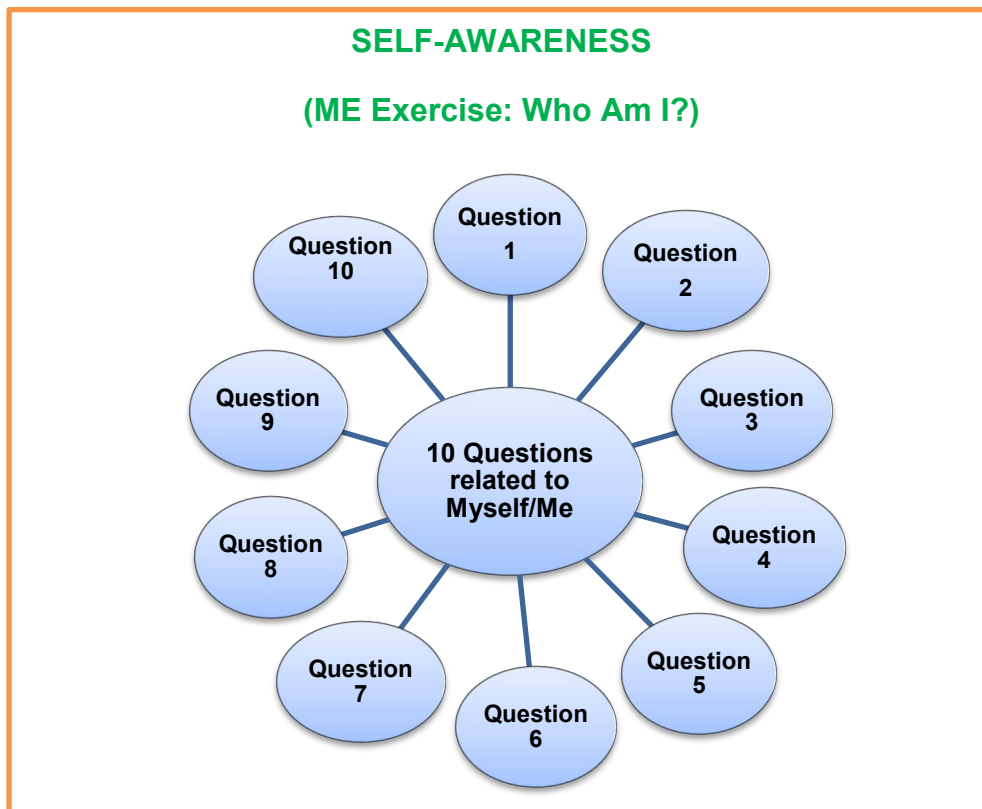 SELF-AWARENESS
(ME Exercise: Who Am I?)
Question
1
Question
2
Question
3
Question
4
Question
5
Question
6
Question
7
Question
8
Question
9
Question
10
10 Questions
related to
Myself/Me